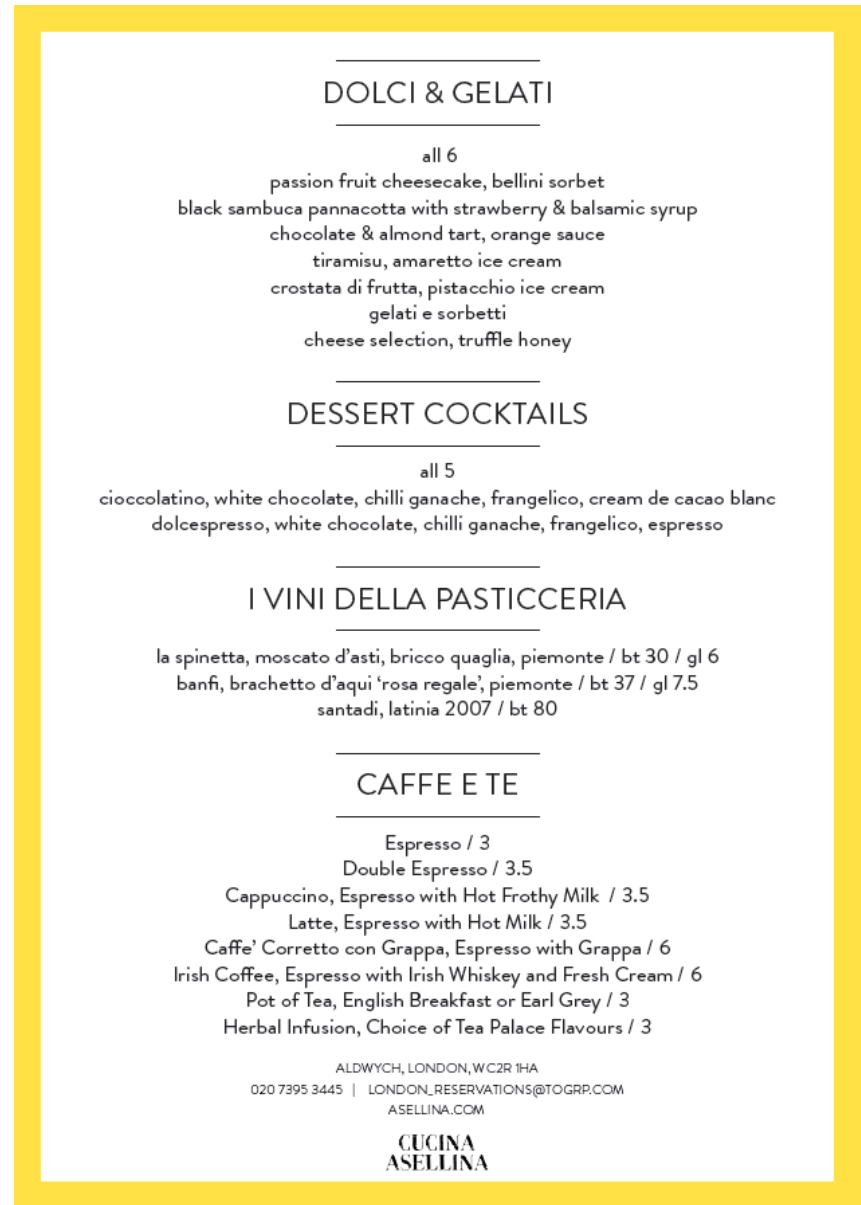 DOLCI & GELATI
all 6
passion fruit cheesecake, bellini sorbet
black sambuca pannacotta with strawberry & balsamic syrup
chocolate & almond tart, orange sauce
tiramisu, amaretto ice cream
crostata di frutta, pistacchio ice cream
gelati e sorbetti
cheese selection, truffle honey
DESSERT COCKTAILS
all 5
cioccolatino, white chocolate, chilli ganache, frangelico, cream de cacao blanc
dolcespresso, white chocolate, chilli ganache, frangelico, espresso
I VINI DELLA PASTICCERIA
la spinetta, moscato d'asti, bricco quaglia, piemonte / bt 30 / gl 6
banfi, brachetto d'aqui ‘rosa regale’, piemonte / bt 37 / gl 7.5
santadi, latinia 2007 / bt 80
CAFFE E TE
Espresso / 3
Double Espresso / 3.5
Cappuccino, Espresso with Hot Frothy Milk / 3.5
Latte, Espresso with Hot Milk / 3.5
Caffe' Corretto con Grappa, Espresso with Grappa / 6
Irish Coffee, Espresso with Irish Whiskey and Fresh Cream / 6
Pot of Tea, English Breakfast or Earl Grey / 3
Herbal Infusion, Choice of Tea Palace Flavours / 3
ALDWYCH, LONDON, WC2R 1HA
020 7395 3445 | LONDON_RESERVATIONS@TOGRP.COM
ASELLINA.COM
CUCINA
ASELLINA